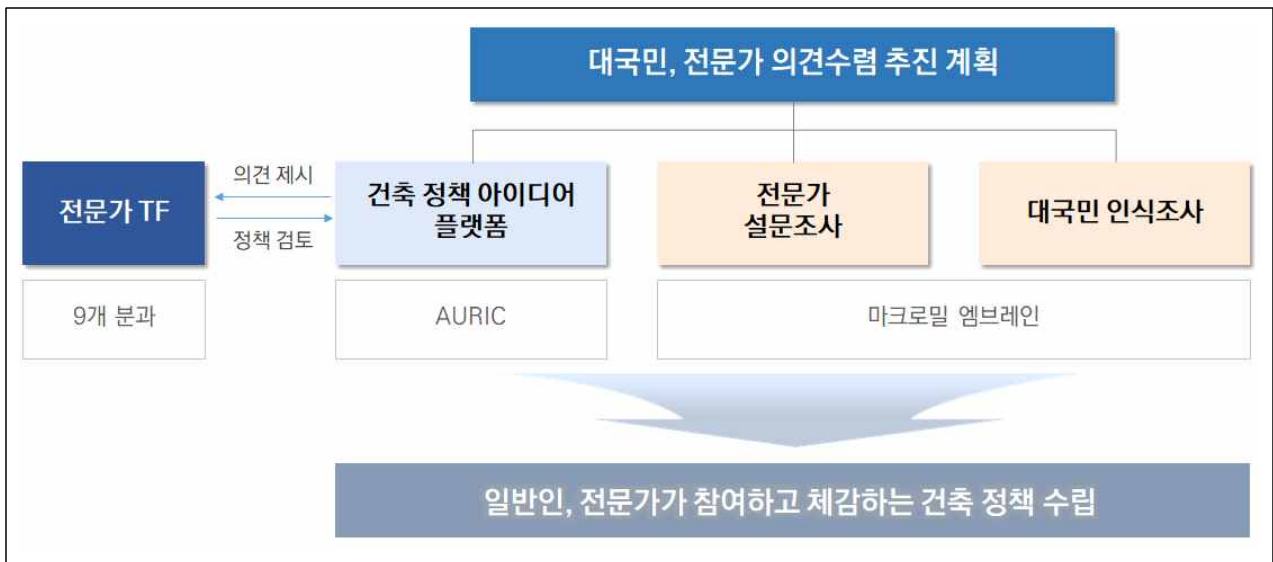 대국민, 전문가 의견수렴 추진 계획
전문가 TF
의견 제시
정책 검토
건축 정책 아이디어
플랫폼
전문가
설문조사
대국민 인식조사
9개 분과
AURIC
마크로밀 엠브레인
일반인, 전문가가 참여하고 체감하는 건축 정책 수립